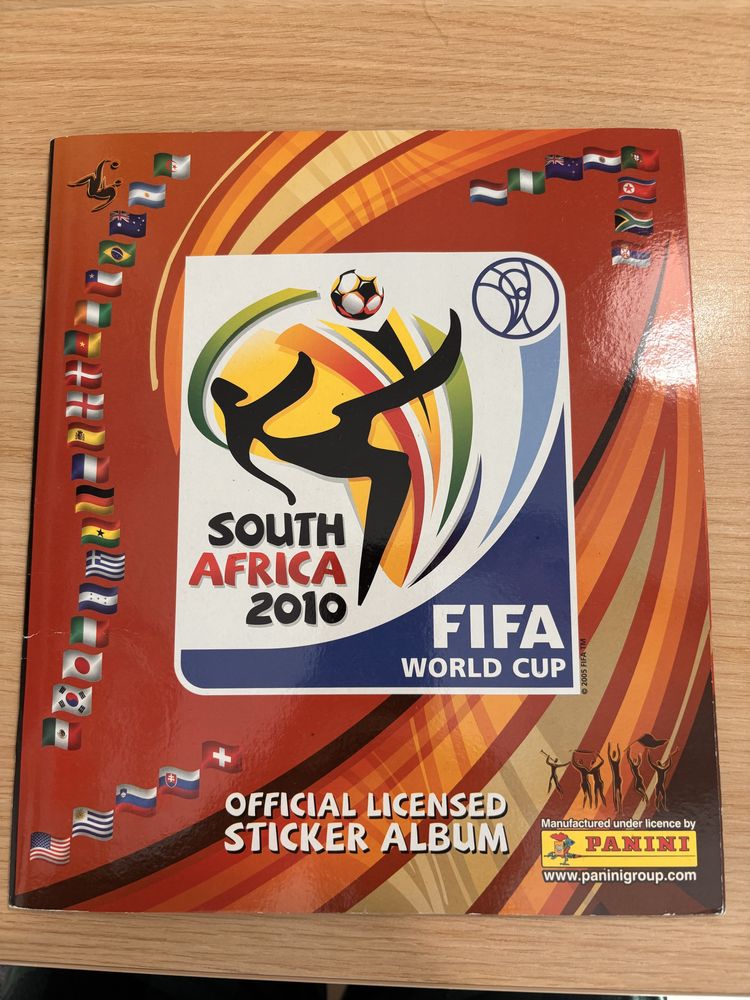 SOUTH
AFRICA
2010
FIFA
WORLD CUP
© 2005 FIFA TM
OFFICIAL LICENSED
STICKER ALBUM
Manufactured under licence by
PANINI
www.paninigroup.com